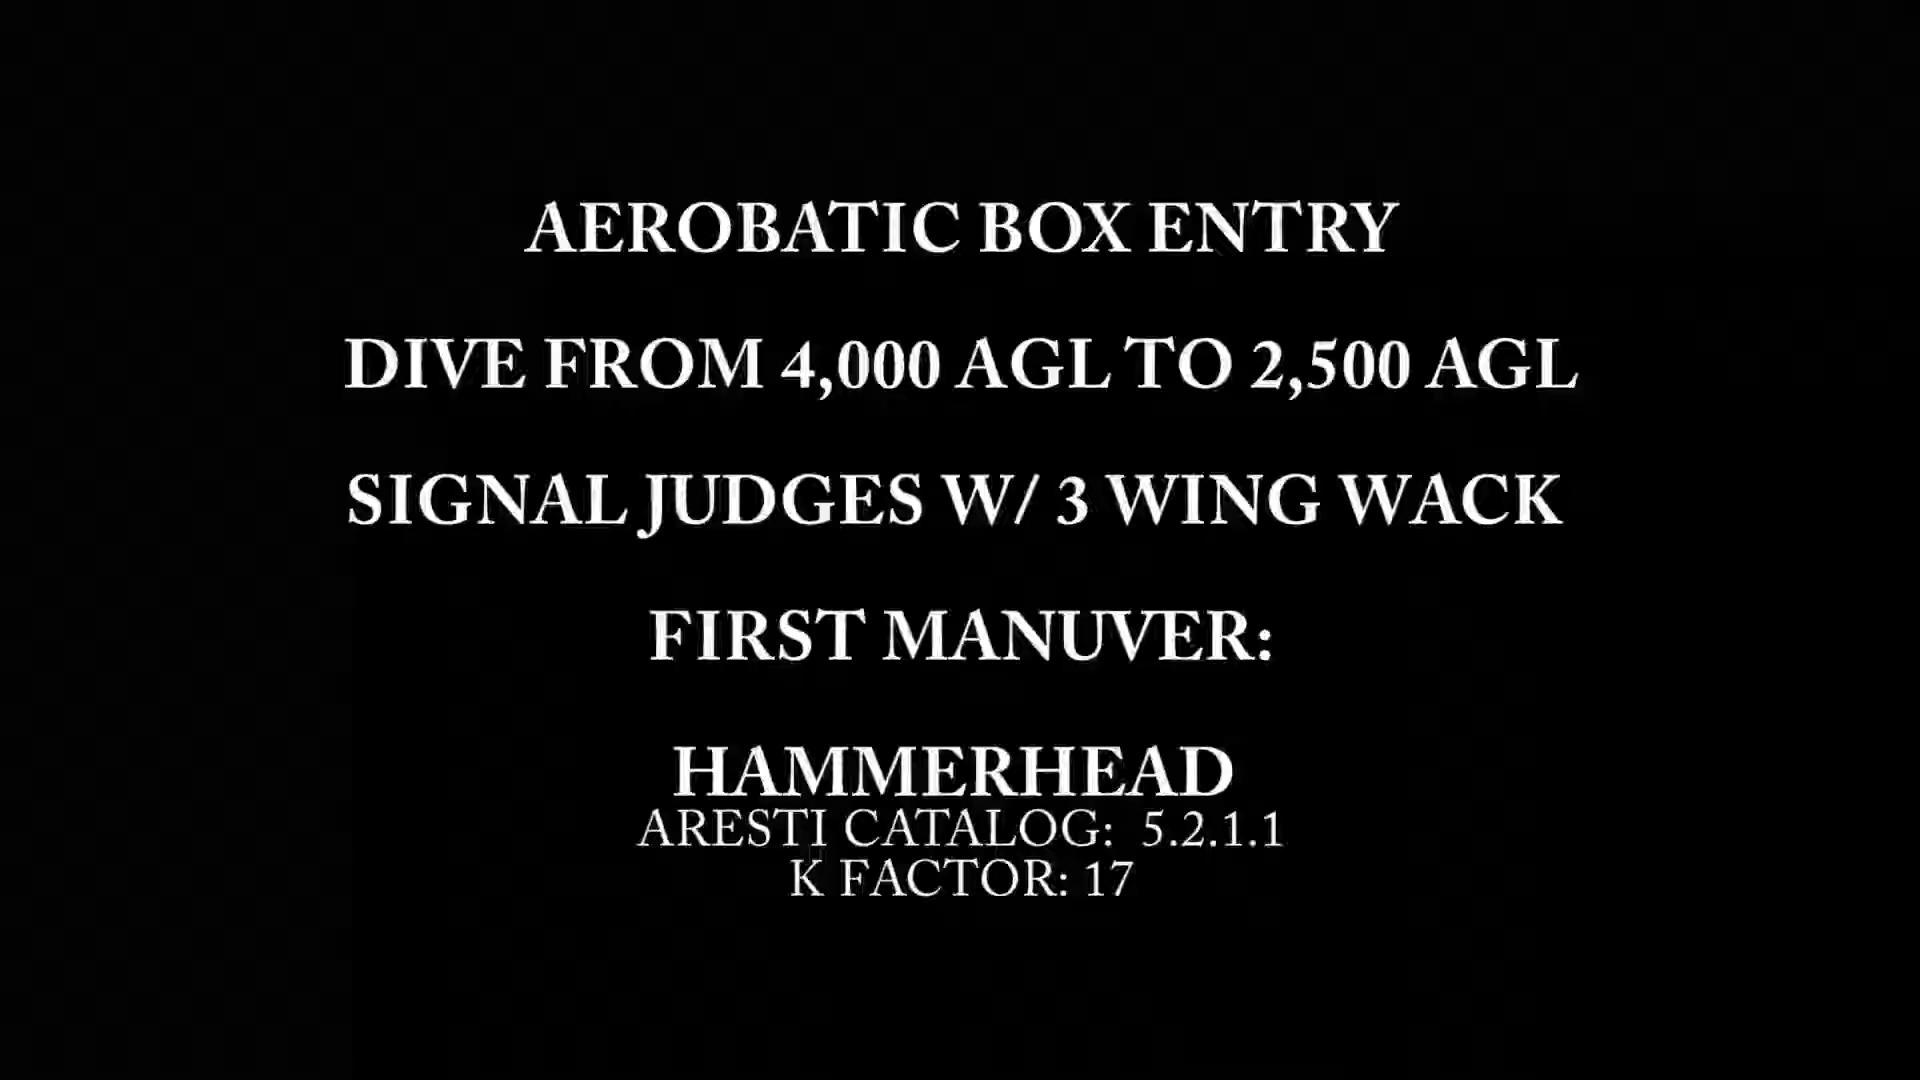 AEROBATIC BOX ENTRY
DIVE FROM 4,000 AGL TO 2,500 AGL
SIGNAL JUDGES W/ 3 WING WACK
FIRST MANUVER:
HAMMERHEAD
ARESTI CATALOG: 5.2.1.1
K FACTOR: 17